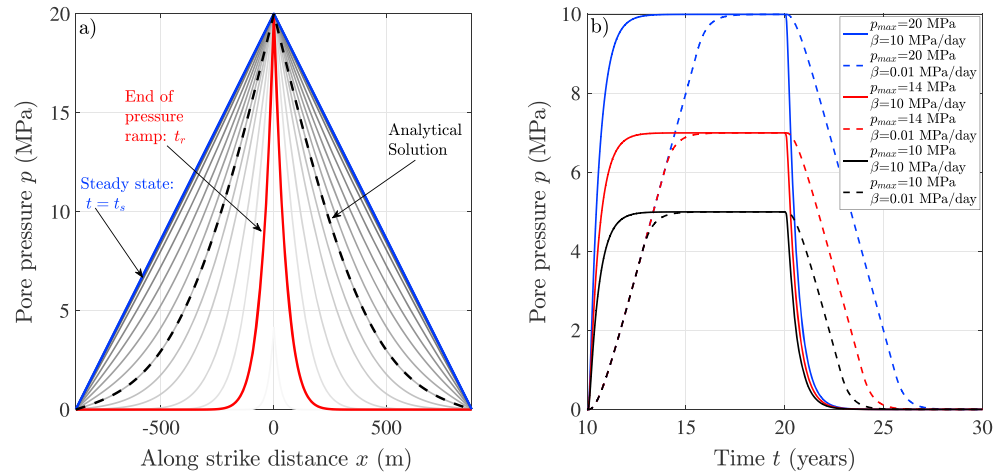 a)
20
15
10
5
0
Pore pressure p (MPa)
End of
pressure
ramp: t_r
Analytical
Solution
Steady state:
t = t_s
-500
0
500
Along strike distance x (m)
b)
10
8
6
4
2
0
Pore pressure p (MPa)
p_max=20 MPa
β=10 MPa/day
p_max=20 MPa
β=0.01 MPa/day
p_max=14 MPa
β=10 MPa/day
p_max=14 MPa
β=0.01 MPa/day
p_max=10 MPa
β=10 MPa/day
p_max=10 MPa
β=0.01 MPa/day
10
15
20
25
30
Time t (years)